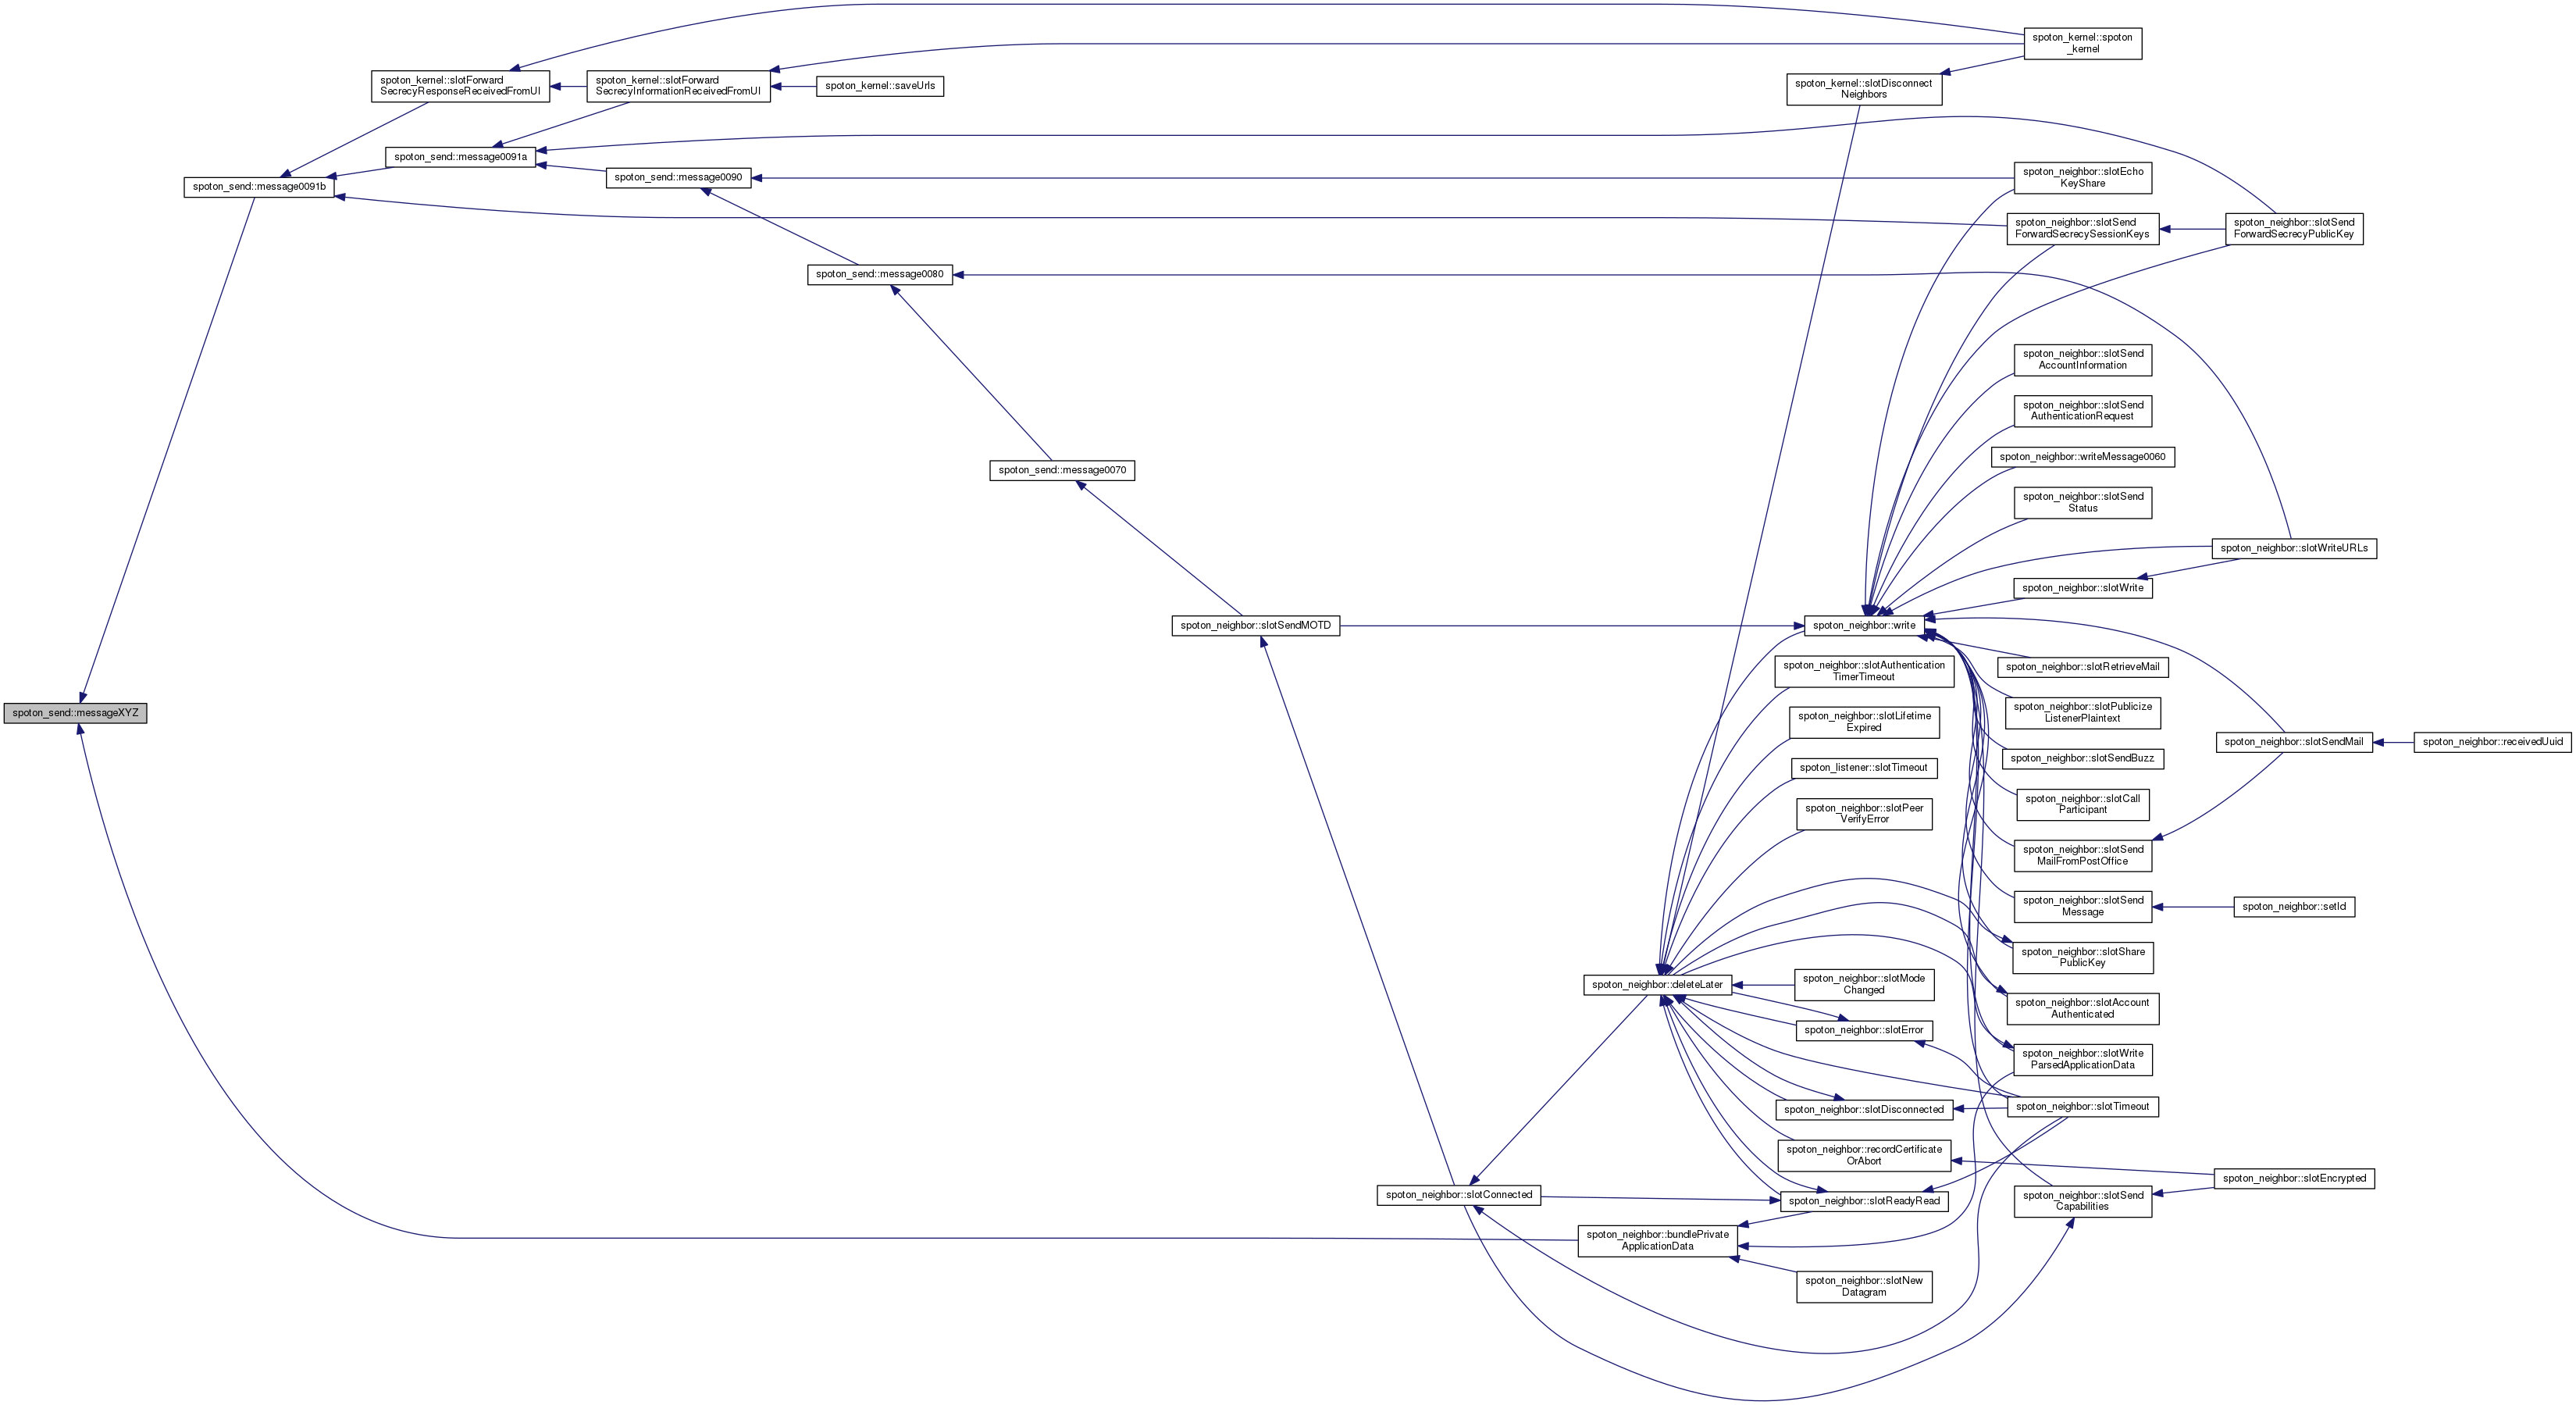 spoton_kernel::spoton
_kernel
spoton_kernel::slotForward
SecrecyResponseReceivedFromUI
spoton_kernel::slotForward
SecrecyInformationReceivedFromUI
spoton_kernel::saveUrls
spoton_kernel::slotDisconnect
Neighbors
spoton_send::message0091a
spoton_send::message0091b
spoton_send::message0090
spoton_neighbor::slotEcho
KeyShare
spoton_neighbor::slotSend
ForwardSecrecySessionKeys
spoton_neighbor::slotSend
ForwardSecrecyPublicKey
spoton_send::message0080
spoton_neighbor::slotSend
AccountInformation
spoton_neighbor::slotSend
AuthenticationRequest
spoton_neighbor::writeMessage0060
spoton_send::message0070
spoton_neighbor::slotSend
Status
spoton_neighbor::slotWriteURLs
spoton_neighbor::slotWrite
spoton_neighbor::slotSendMOTD
spoton_neighbor::write
spoton_neighbor::slotRetrieveMail
spoton_neighbor::slotAuthentication
TimerTimeout
spoton_send::messageXYZ
spoton_neighbor::slotPublicize
ListenerPlaintext
spoton_neighbor::slotLifetime
Expired
spoton_neighbor::slotSendMail
spoton_neighbor::receivedUuid
spoton_neighbor::slotSendBuzz
spoton_listener::slotTimeout
spoton_neighbor::slotCall
Participant
spoton_neighbor::slotPeer
VerifyError
spoton_neighbor::slotSend
MailFromPostOffice
spoton_neighbor::slotSend
Message
spoton_neighbor::setId
spoton_neighbor::slotShare
PublicKey
spoton_neighbor::deleteLater
spoton_neighbor::slotMode
Changed
spoton_neighbor::slotAccount
Authenticated
spoton_neighbor::slotError
spoton_neighbor::slotWrite
ParsedApplicationData
spoton_neighbor::slotDisconnected
spoton_neighbor::slotTimeout
spoton_neighbor::recordCertificate
OrAbort
spoton_neighbor::slotEncrypted
spoton_neighbor::slotConnected
spoton_neighbor::slotReadyRead
spoton_neighbor::slotSend
Capabilities
spoton_neighbor::bundlePrivate
ApplicationData
spoton_neighbor::slotNew
Datagram